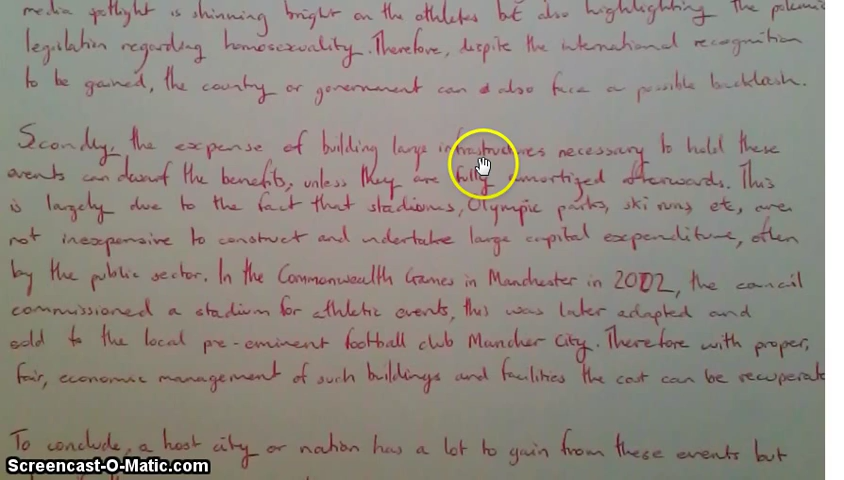 media spotlight is shinning bright on the athletes but also highlighting the polemic
legislation regarding homosexuality. Therefore, despite the international recognition
to be gained, the country or government can also face a possible backlash.
Secondly, the expense of building large infrastructures necessary to hold these
events can dwarf the benefits, unless they are fully amortized afterwards. This
is largely due to the fact that stadiums, Olympic parks, ski runs, etc, are
not inexpensive to construct and undertake large capital expenditure, often
by the public sector. In the Commonwealth Games in Manchester in 2002, the council
commissioned a stadium for athletic events, this was later adapted and
sold to the local pre-eminent football club Mancher City. Therefore with proper,
fair, economic management of such buildings and facilities the cost can be recuperate
To conclude, a host city or nation has a lot to gain from these events but
Screencast-O-Matic.com